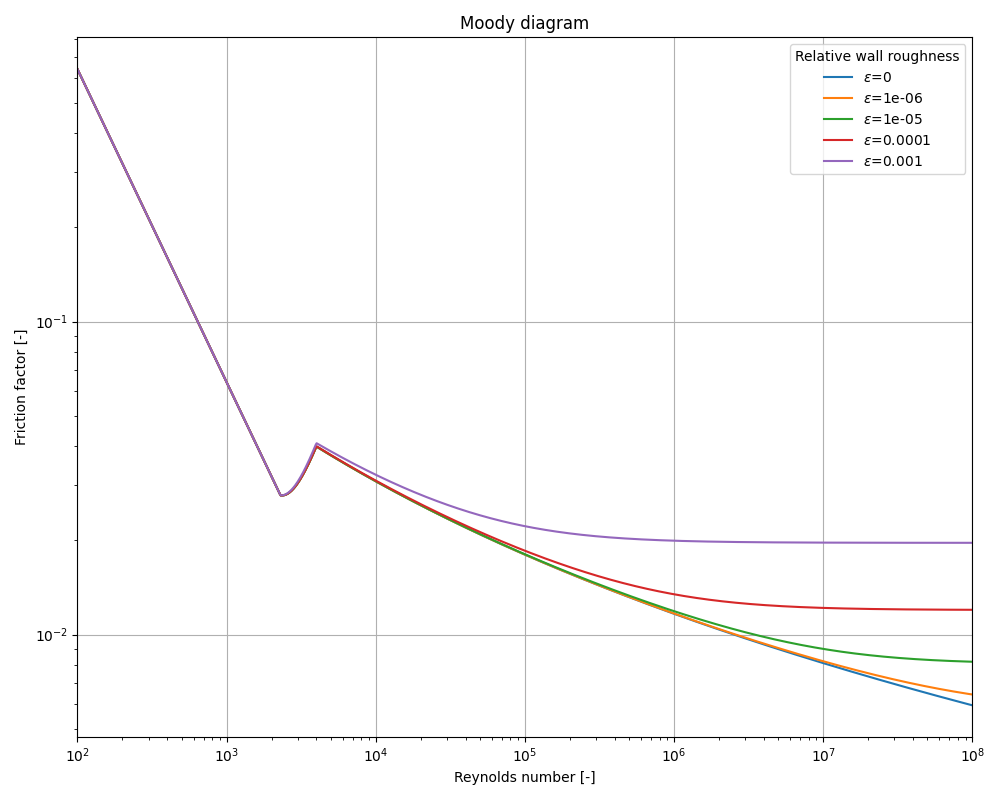 Moody diagram
Relative wall roughness
ε=0
ε=1e-06
ε=1e-05
ε=0.0001
ε=0.001
Friction factor [-]
10⁻¹
10⁻²
10² 10³ 10⁴ 10⁵ 10⁶ 10⁷ 10⁸
Reynolds number [-]